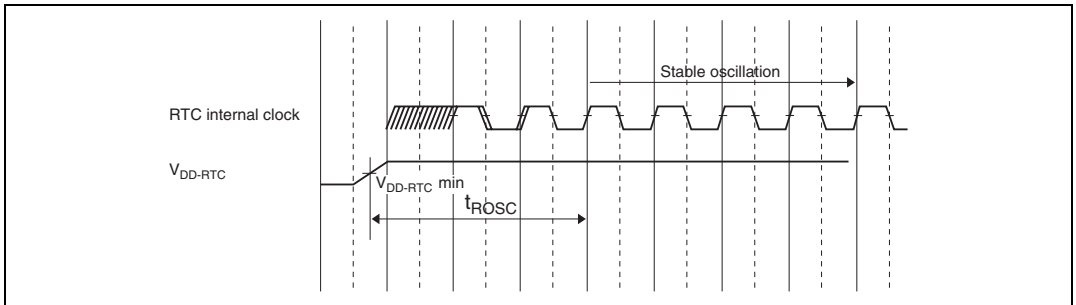 Stable oscillation
RTC internal clock
VDD-RTC
VDD-RTC min
tROSC